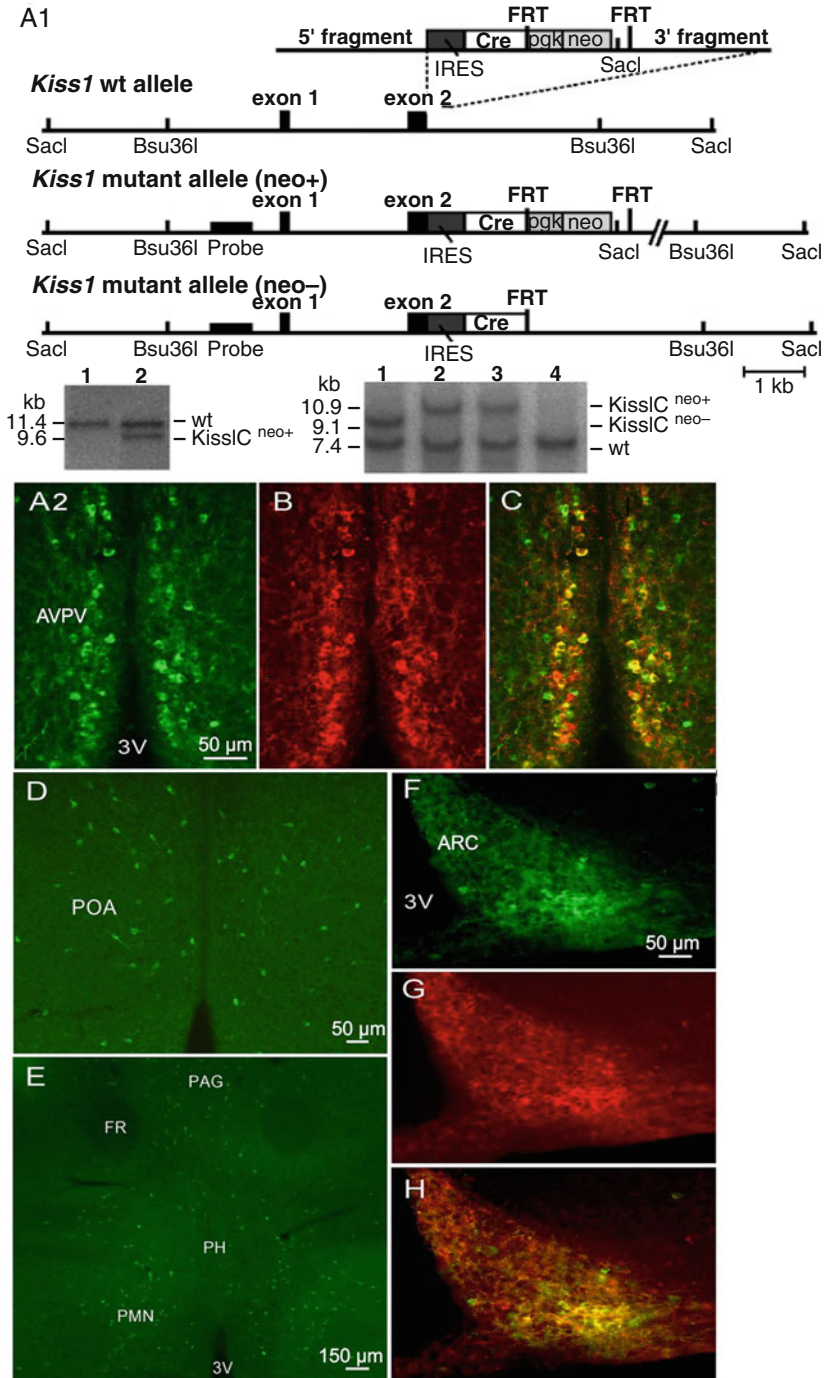 A1
FRT FRT
5' fragment Cre pgk neo 3' fragment
IRES SacI
Kiss1 wt allele
exon 1 exon 2
SacI Bsu36I Bsu36I SacI
Kiss1 mutant allele (neo+)
exon 1 exon 2 FRT FRT
Cre pgk neo
SacI Bsu36I Probe IRES SacI Bsu36I SacI
Kiss1 mutant allele (neo–)
exon 1 exon 2 FRT
Cre
SacI Bsu36I Probe IRES Bsu36I SacI
1 kb
kb 1 2
11.4 wt
9.6 KissIC neo+
kb 1 2 3 4
10.9 KissIC neo+
9.1 KissIC neo–
7.4 wt
A2 B C
AVPV
3V 50 µm
D
POA
50 µm
F
ARC
3V
50 µm
E
PAG
FR
PH
PMN
3V 150 µm
G
H